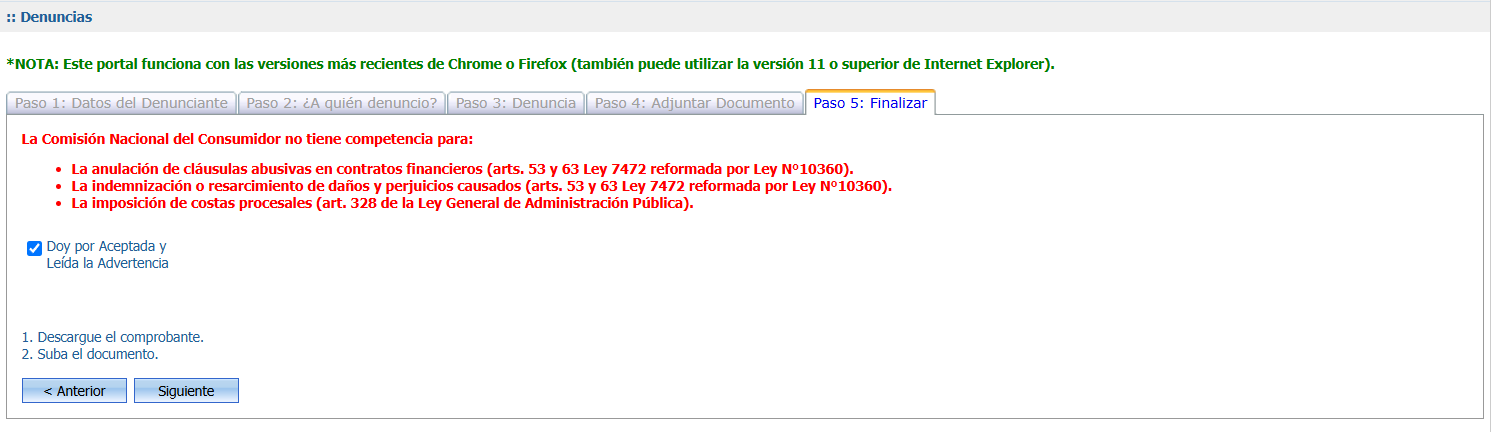 :: Denuncias
*NOTA: Este portal funciona con las versiones más recientes de Chrome o Firefox (también puede utilizar la versión 11 o superior de Internet Explorer).
Paso 1: Datos del Denunciante
Paso 2: ¿A quién denuncio?
Paso 3: Denuncia
Paso 4: Adjuntar Documento
Paso 5: Finalizar
La Comisión Nacional del Consumidor no tiene competencia para:
• La anulación de cláusulas abusivas en contratos financieros (arts. 53 y 63 Ley 7472 reformada por Ley N°10360).
• La indemnización o resarcimiento de daños y perjuicios causados (arts. 53 y 63 Ley 7472 reformada por Ley N°10360).
• La imposición de costas procesales (art. 328 de la Ley General de Administración Pública).
Doy por Aceptada y
Leída la Advertencia
1. Descargue el comprobante.
2. Suba el documento.
< Anterior
Siguiente